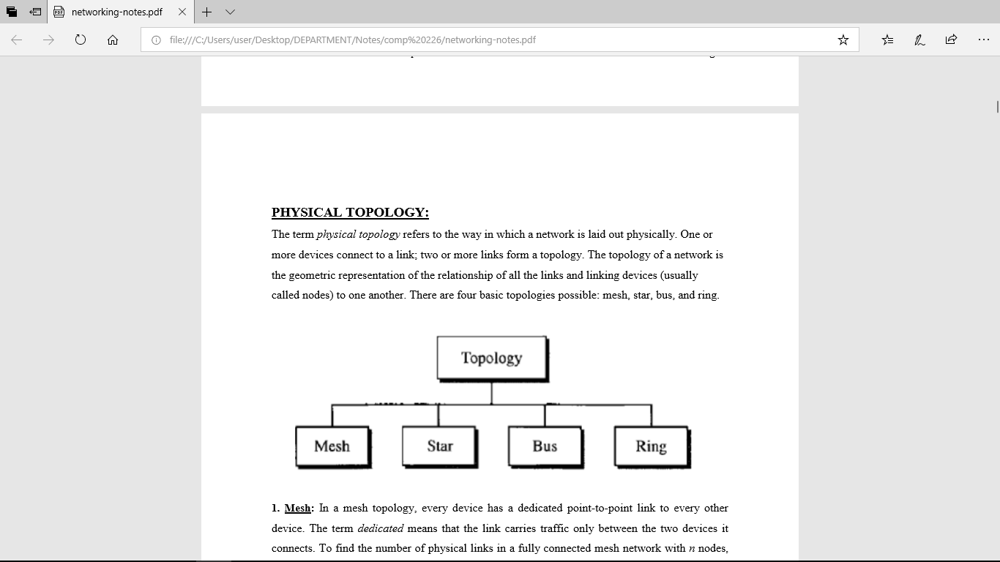 networking-notes.pdf
file:///C:/Users/user/Desktop/DEPARTMENT/Notes/comp%20226/networking-notes.pdf
PHYSICAL TOPOLOGY:
The term physical topology refers to the way in which a network is laid out physically. One or
more devices connect to a link; two or more links form a topology. The topology of a network is
the geometric representation of the relationship of all the links and linking devices (usually
called nodes) to one another. There are four basic topologies possible: mesh, star, bus, and ring.
Topology
Mesh
Star
Bus
Ring
1. Mesh: In a mesh topology, every device has a dedicated point-to-point link to every other
device. The term dedicated means that the link carries traffic only between the two devices it
connects. To find the number of physical links in a fully connected mesh network with n nodes,